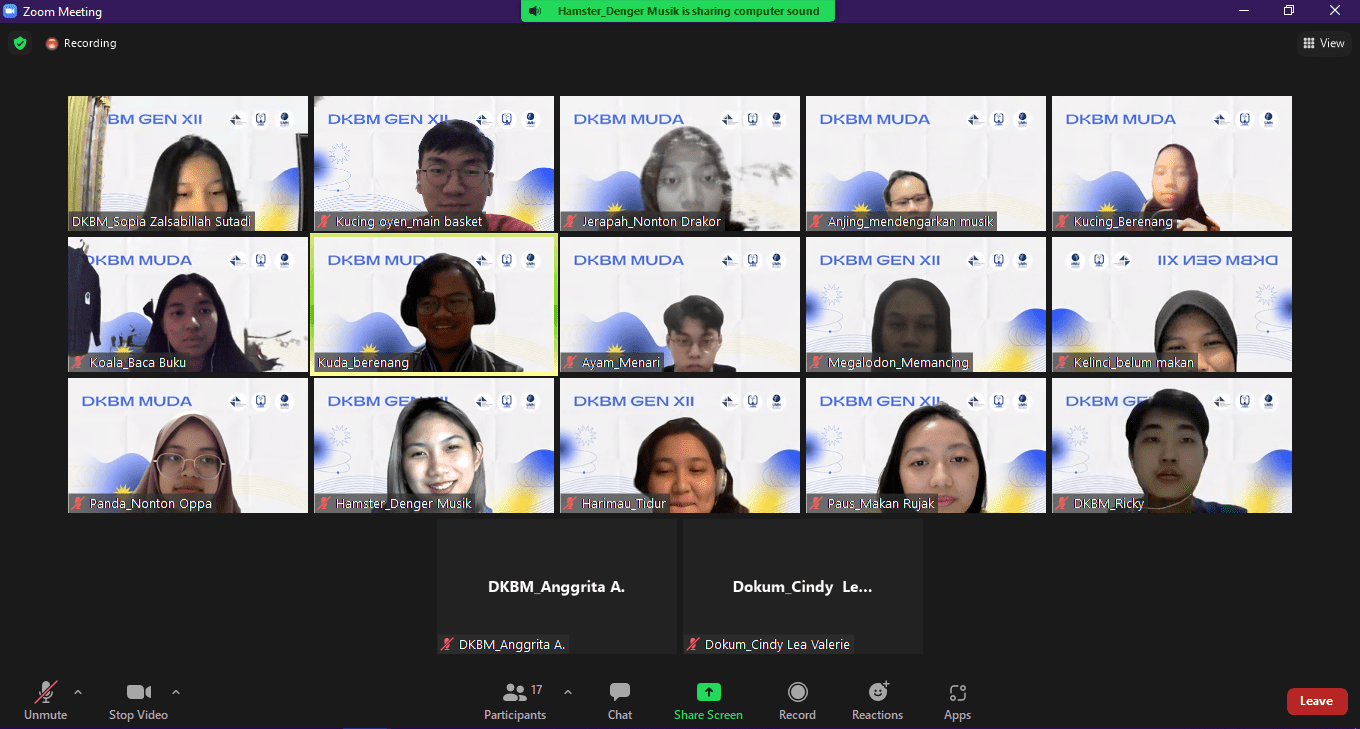 Zoom Meeting
Hamster_Denger Musik is sharing computer sound
Recording
View
BM GEN XII
DKBM_Sopia Zalsabillah Sutadi
DKBM GEN XII
Kucing oyen_main basket
DKBM MUDA
Jerapah_Nonton Drakor
DKBM MUDA
Anjing_mendengarkan musik
DKBM MUDA
Kucing_Berenang
DKBM MUDA
Koala_Baca Buku
DKBM MUD
Kuda_berenang
DKBM MUDA
Ayam_Menari
DKBM GEN XII
Megalodon_Memancing
DKBM GEN XII
Kelinci_belum makan
DKBM MUDA
Panda_Nonton Oppa
DKBM GEN XII
Hamster_Denger Musik
DKBM GEN XII
Harimau_Tidur
DKBM GEN XII
Paus_Makan Rujak
DKBM GE
DKBM_Ricky
DKBM_Anggrita A.
DKBM_Anggrita A.
Dokum_Cindy Le...
Dokum_Cindy Lea Valerie
Unmute
Stop Video
Participants
17
Chat
Share Screen
Record
Reactions
Apps
Leave